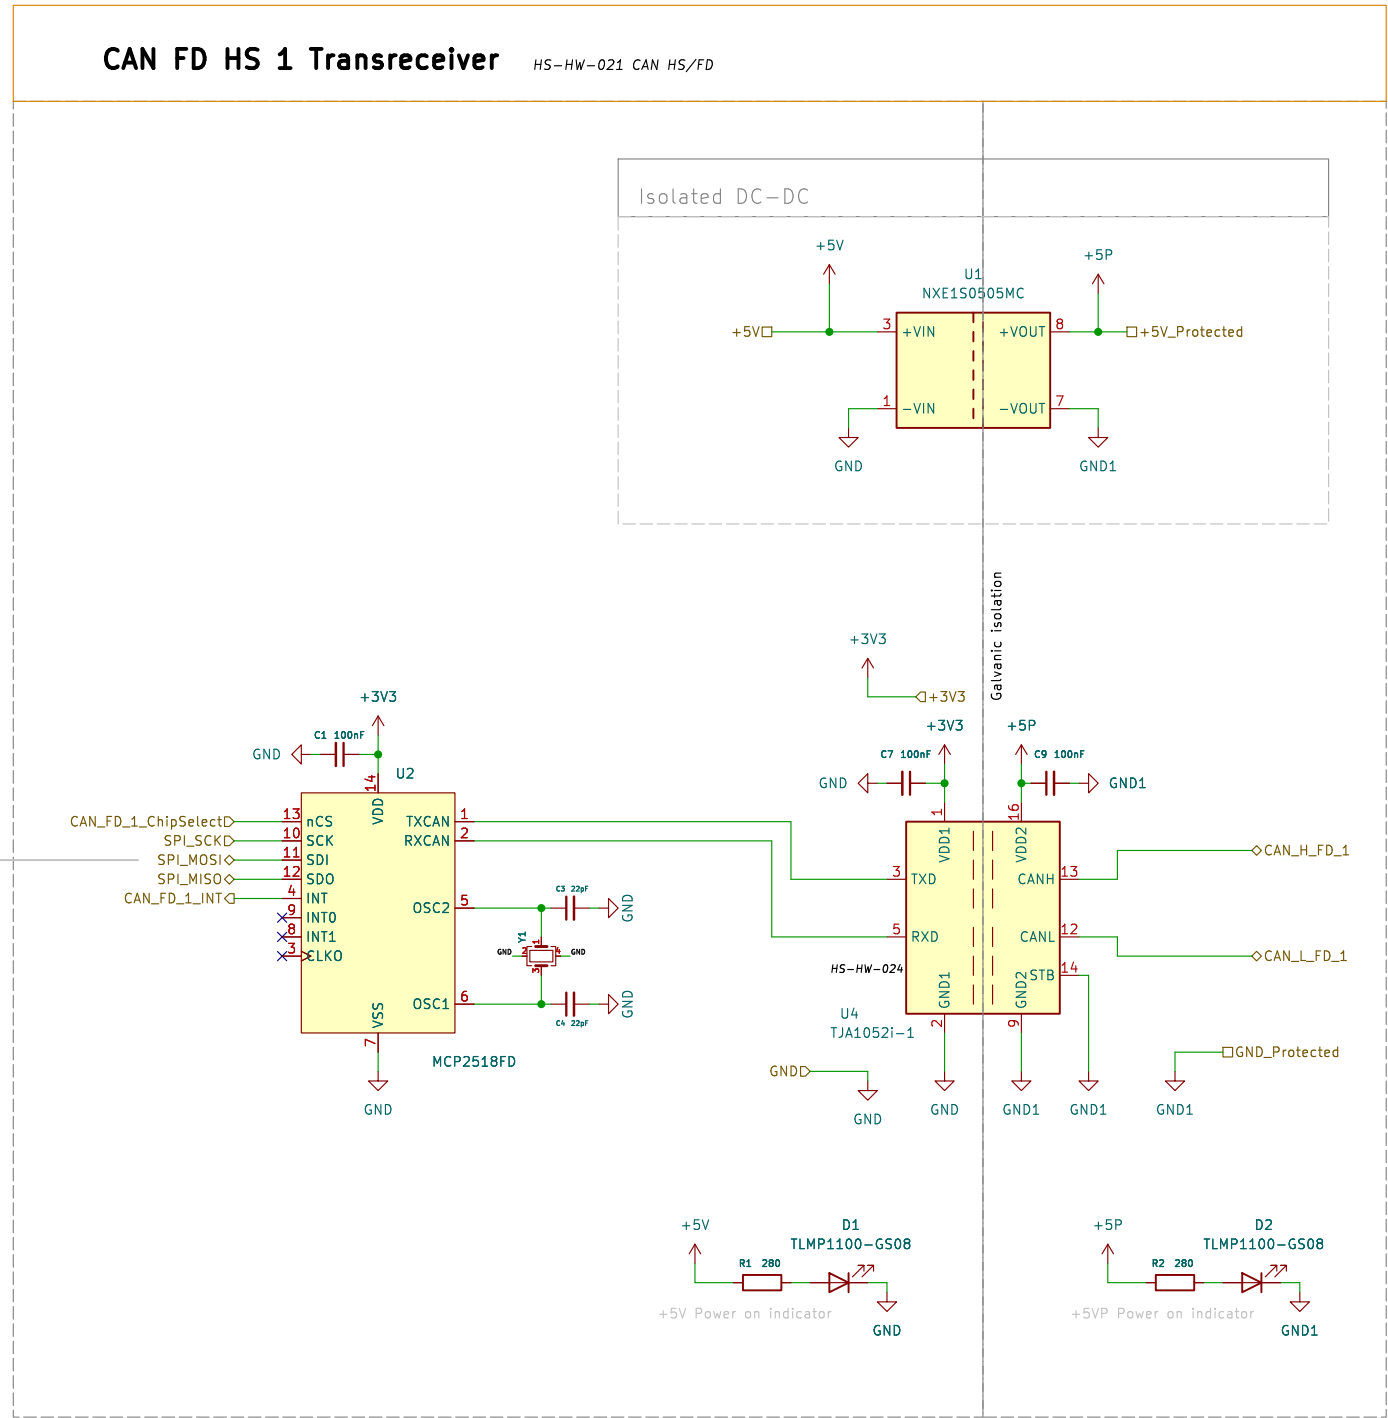 CAN FD HS 1 Transreceiver
HS-HW-021 CAN HS/FD
Isolated DC-DC
+5V
+5P
U1
NXE1S0505MC
+5V
3
+VIN
+VOUT
8
+5V_Protected
1
-VIN
-VOUT
7
GND
GND1
Galvanic isolation
+3V3
+3V3
+3V3
C1 100nF
GND
U2
14
VDD
CAN_FD_1_ChipSelect
13
nCS
TXCAN
1
SPI_SCK
10
SCK
RXCAN
2
SPI_MOSI
11
SDI
SPI_MISO
12
SDO
CAN_FD_1_INT
4
INT
9
INT0
OSC2
5
8
INT1
3
CLKO
OSC1
6
VSS
7
MCP2518FD
GND
C3 22pF
GND
Y1
1
GND
2
4
GND
3
C4 22pF
GND
+3V3
+5P
C7 100nF
C9 100nF
GND
GND1
1
16
VDD1
VDD2
3
TXD
CANH
13
CAN_H_FD_1
5
RXD
CANL
12
CAN_L_FD_1
HS-HW-024
STB
14
GND1
GND2
U4
TJA1052i-1
2
9
GND
GND
GND
GND1
GND1
GND_Protected
GND1
+5V
D1
TLMP1100-GS08
R1 280
+5V Power on indicator
GND
+5P
D2
TLMP1100-GS08
R2 280
+5VP Power on indicator
GND1